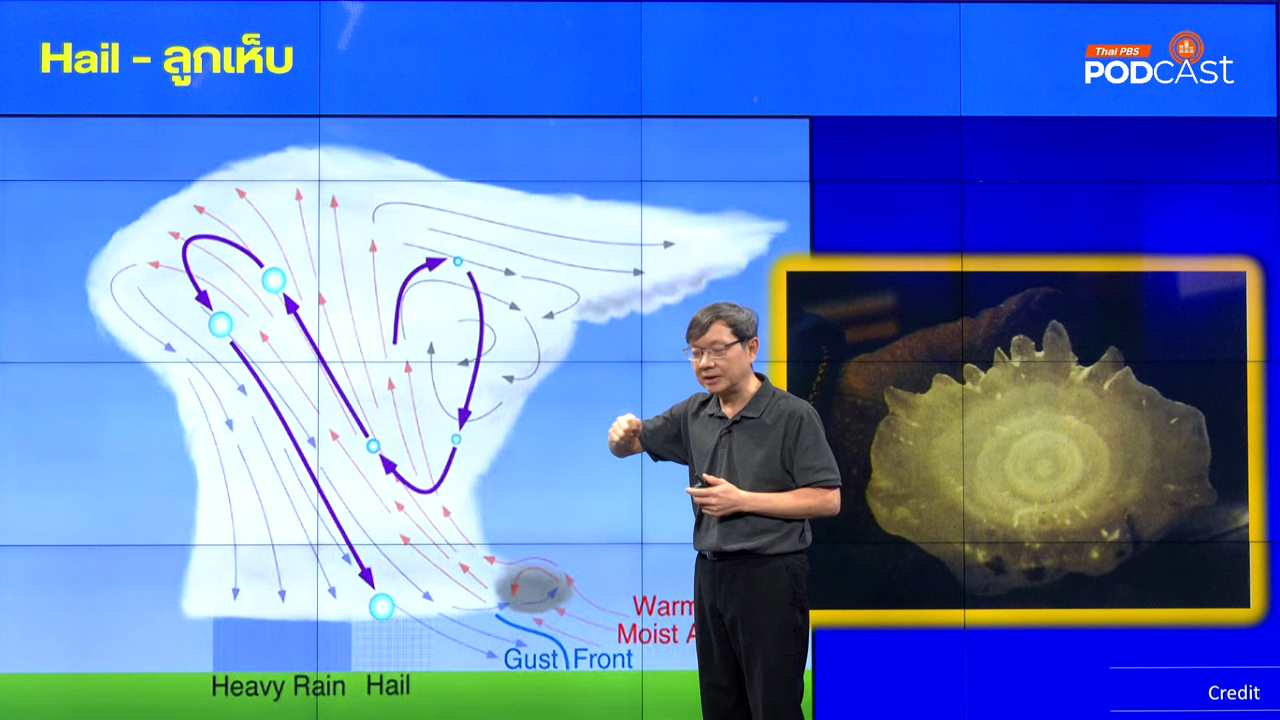 Hail - ลูกเห็บ
Thai PBS
PODCAst
Warm
Moist A
Gust Front
Heavy Rain Hail
Credit